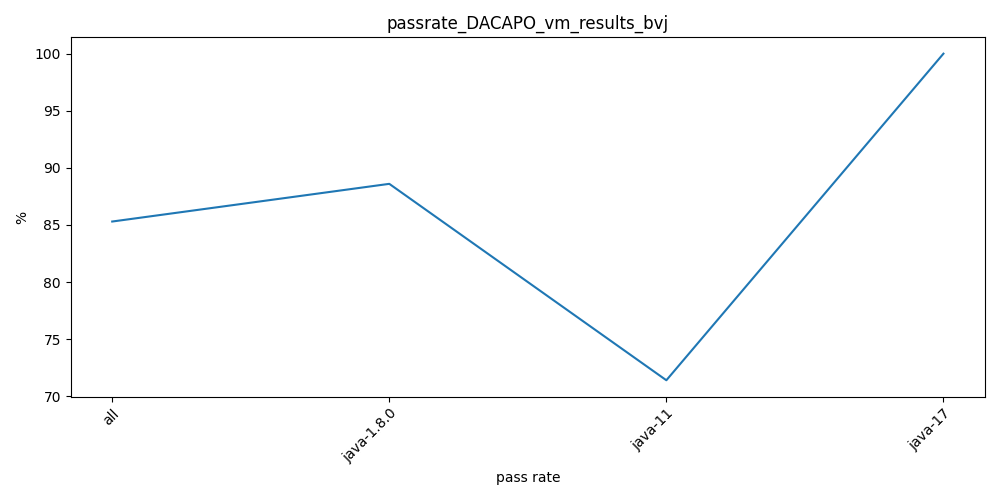 passrate_DACAPO_vm_results_bvj
100
95
90
85
80
75
70
%
all
java-1.8.0
java-11
java-17
pass rate